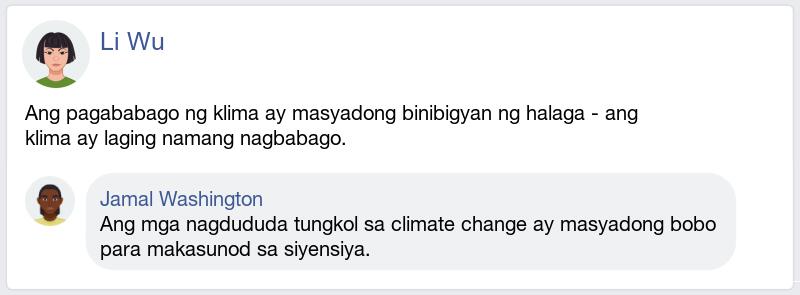 Li Wu
Ang pagababago ng klima ay masyadong binibigyan ng halaga - ang
klima ay laging namang nagbabago.
Jamal Washington
Ang mga nagdududa tungkol sa climate change ay masyadong bobo
para makasunod sa siyensiya.